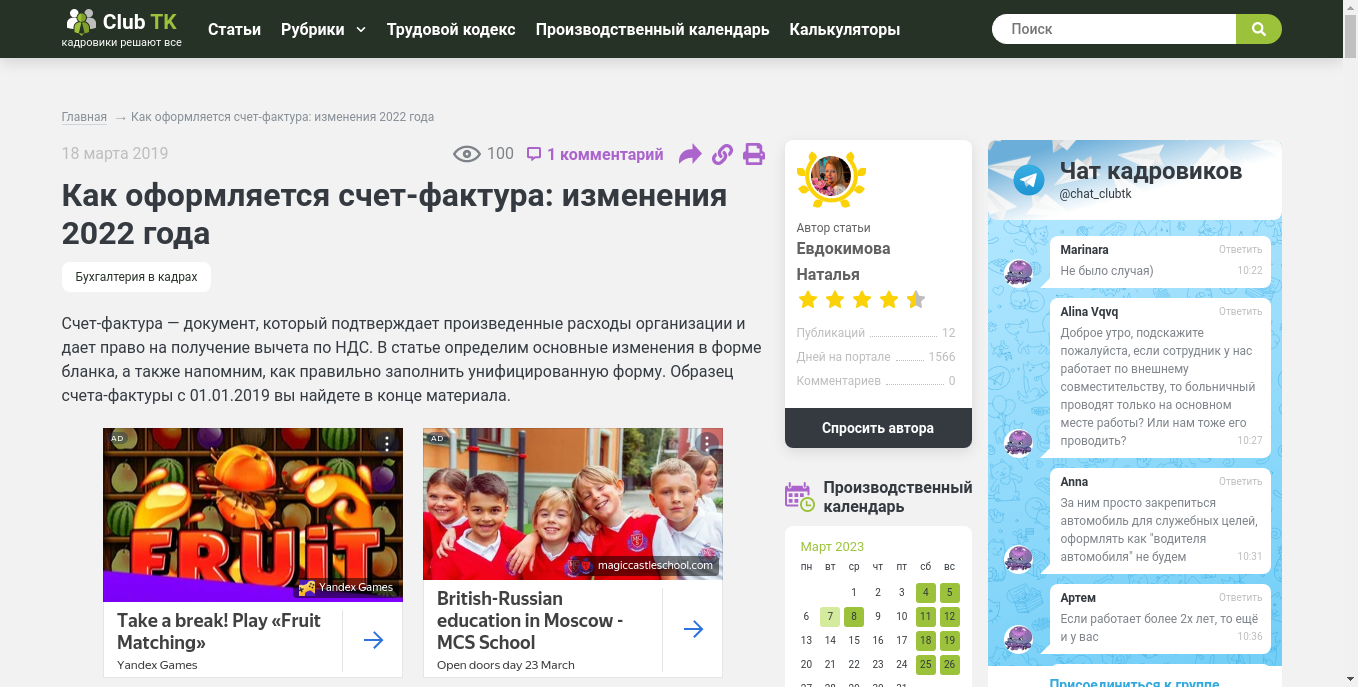 Club TK
кадровики решают все
Статьи
Рубрики
Трудовой кодекс
Производственный календарь
Калькуляторы
Поиск
Главная → Как оформляется счет-фактура: изменения 2022 года
18 марта 2019
100
1 комментарий
Как оформляется счет-фактура: изменения
2022 года
Бухгалтерия в кадрах
Счет-фактура — документ, который подтверждает произведенные расходы организации и
дает право на получение вычета по НДС. В статье определим основные изменения в форме
бланка, а также напомним, как правильно заполнить унифицированную форму. Образец
счета-фактуры с 01.01.2019 вы найдете в конце материала.
AD
FRUIT
Yandex Games
Take a break! Play «Fruit
Matching»
Yandex Games
AD
magiccastleschool.com
British-Russian
education in Moscow -
MCS School
Open doors day 23 March
Автор статьи
Евдокимова
Наталья
Публикаций 12
Дней на портале 1566
Комментариев 0
Спросить автора
Производственный
календарь
Март 2023
пн вт ср чт пт сб вс
1 2 3 4 5
6 7 8 9 10 11 12
13 14 15 16 17 18 19
20 21 22 23 24 25 26
27 28 29 30 31
Чат кадровиков
@chat_clubtk
Marinara Ответить
Не было случая) 10:22
Alina Vqvq Ответить
Доброе утро, подскажите
пожалуйста, если сотрудник у нас
работает по внешнему
совместительству, то больничный
проводят только на основном
месте работы? Или нам тоже его
проводить? 10:27
Anna Ответить
За ним просто закрепиться
автомобиль для служебных целей,
оформлять как "водителя
автомобиля" не будем 10:31
Артем Ответить
Если работает более 2х лет, то ещё
и у вас 10:36
Присоединиться к группе